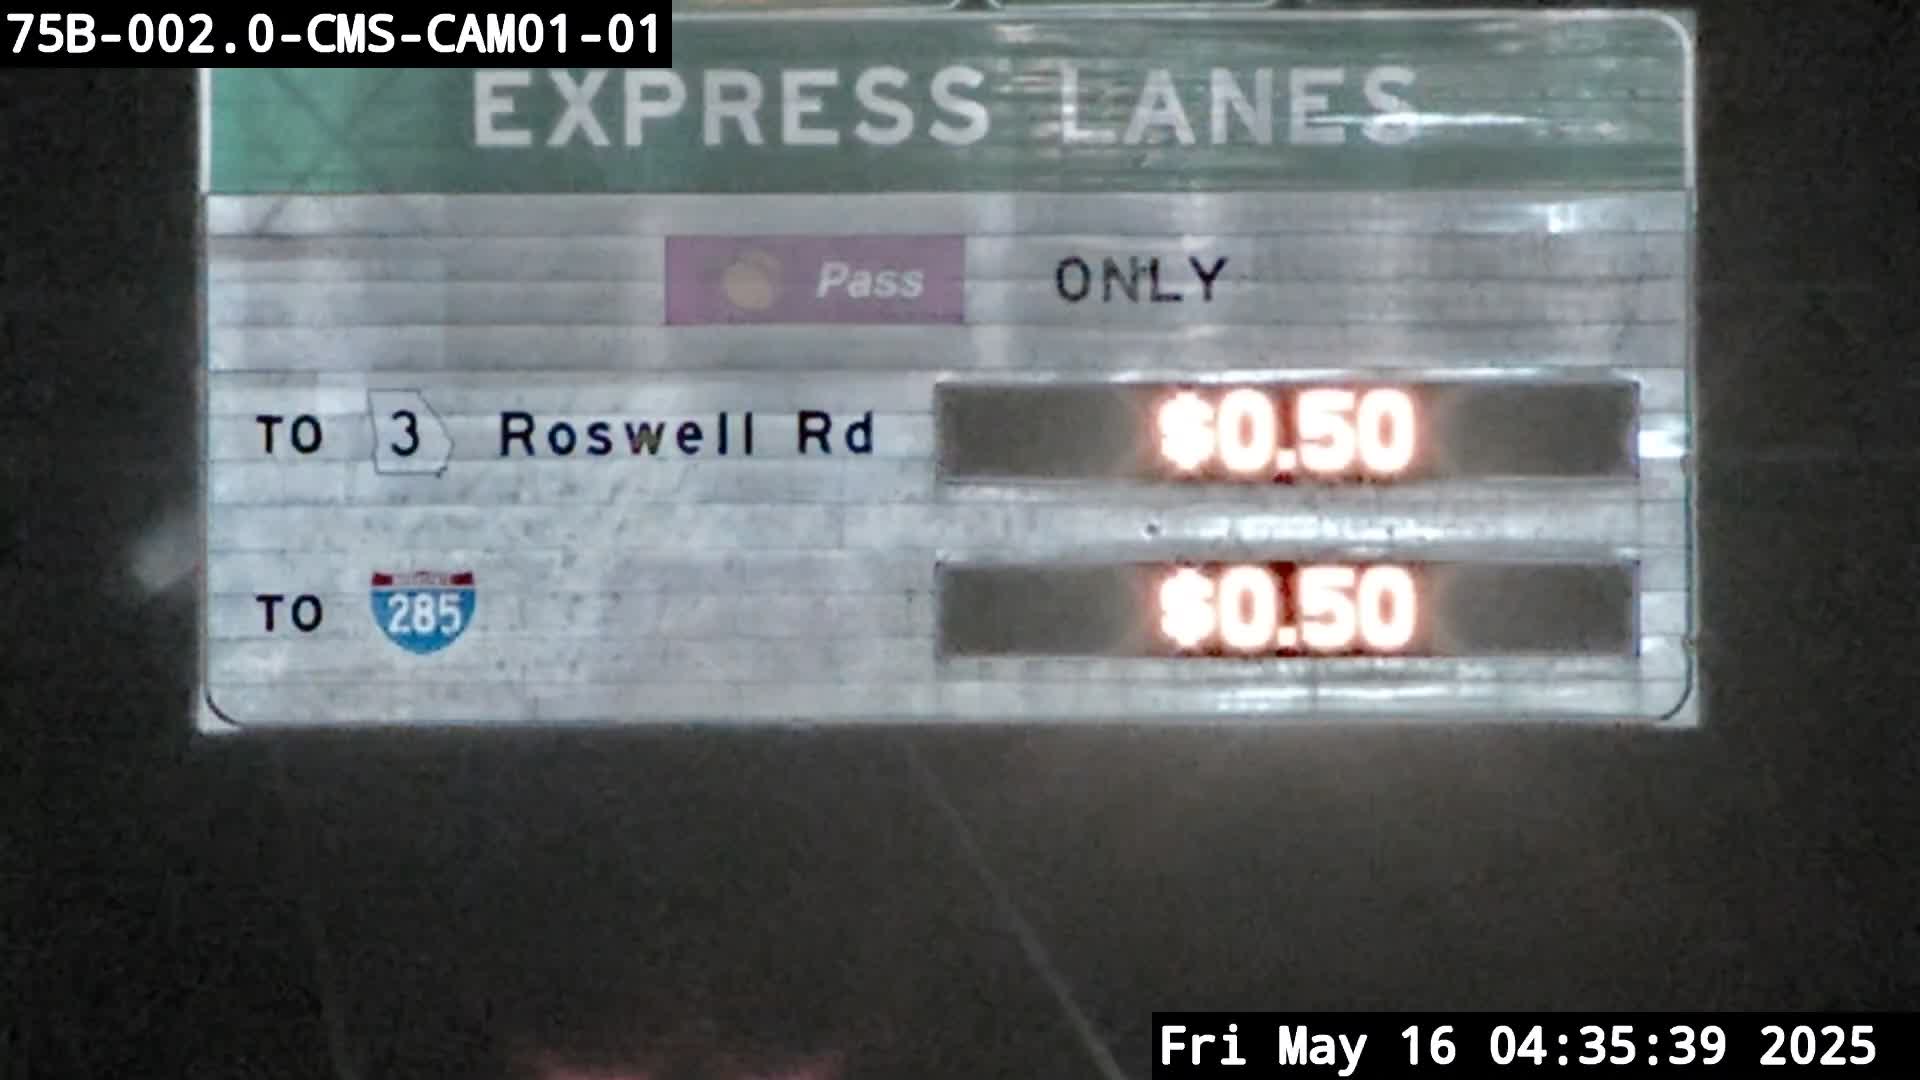 75B-002.0-CMS-CAM01-01
EXPRESS LANES
Pass ONLY
TO 3 Roswell Rd $0.50
TO 285 $0.50
Fri May 16 04:35:39 2025